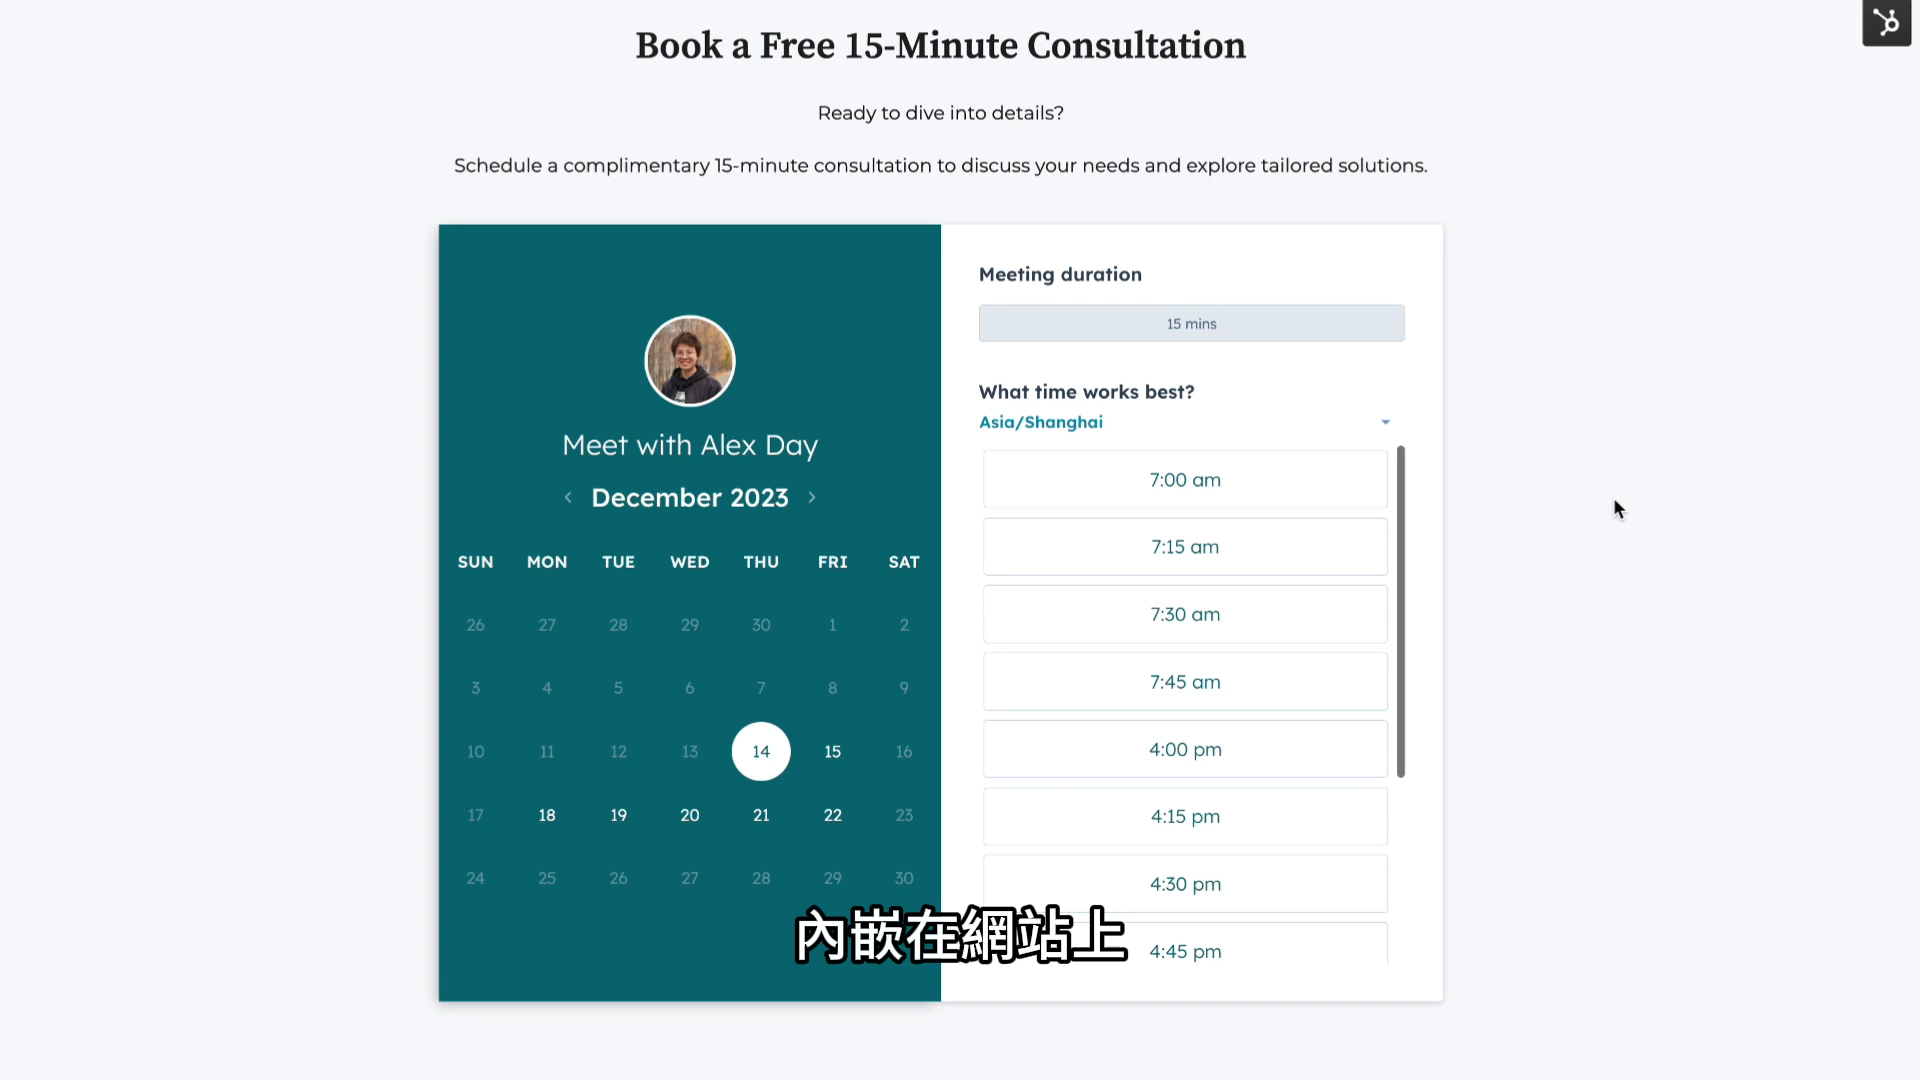 Book a Free 15-Minute Consultation
Ready to dive into details?
Schedule a complimentary 15-minute consultation to discuss your needs and explore tailored solutions.
Meet with Alex Day
December 2023
SUN MON TUE WED THU FRI SAT
26 27 28 29 30 1 2
3 4 5 6 7 8 9
10 11 12 13 14 15 16
17 18 19 20 21 22 23
24 25 26 27 28 29 30
Meeting duration
15 mins
What time works best?
Asia/Shanghai
7:00 am
7:15 am
7:30 am
7:45 am
4:00 pm
4:15 pm
4:30 pm
4:45 pm
內嵌在網站上